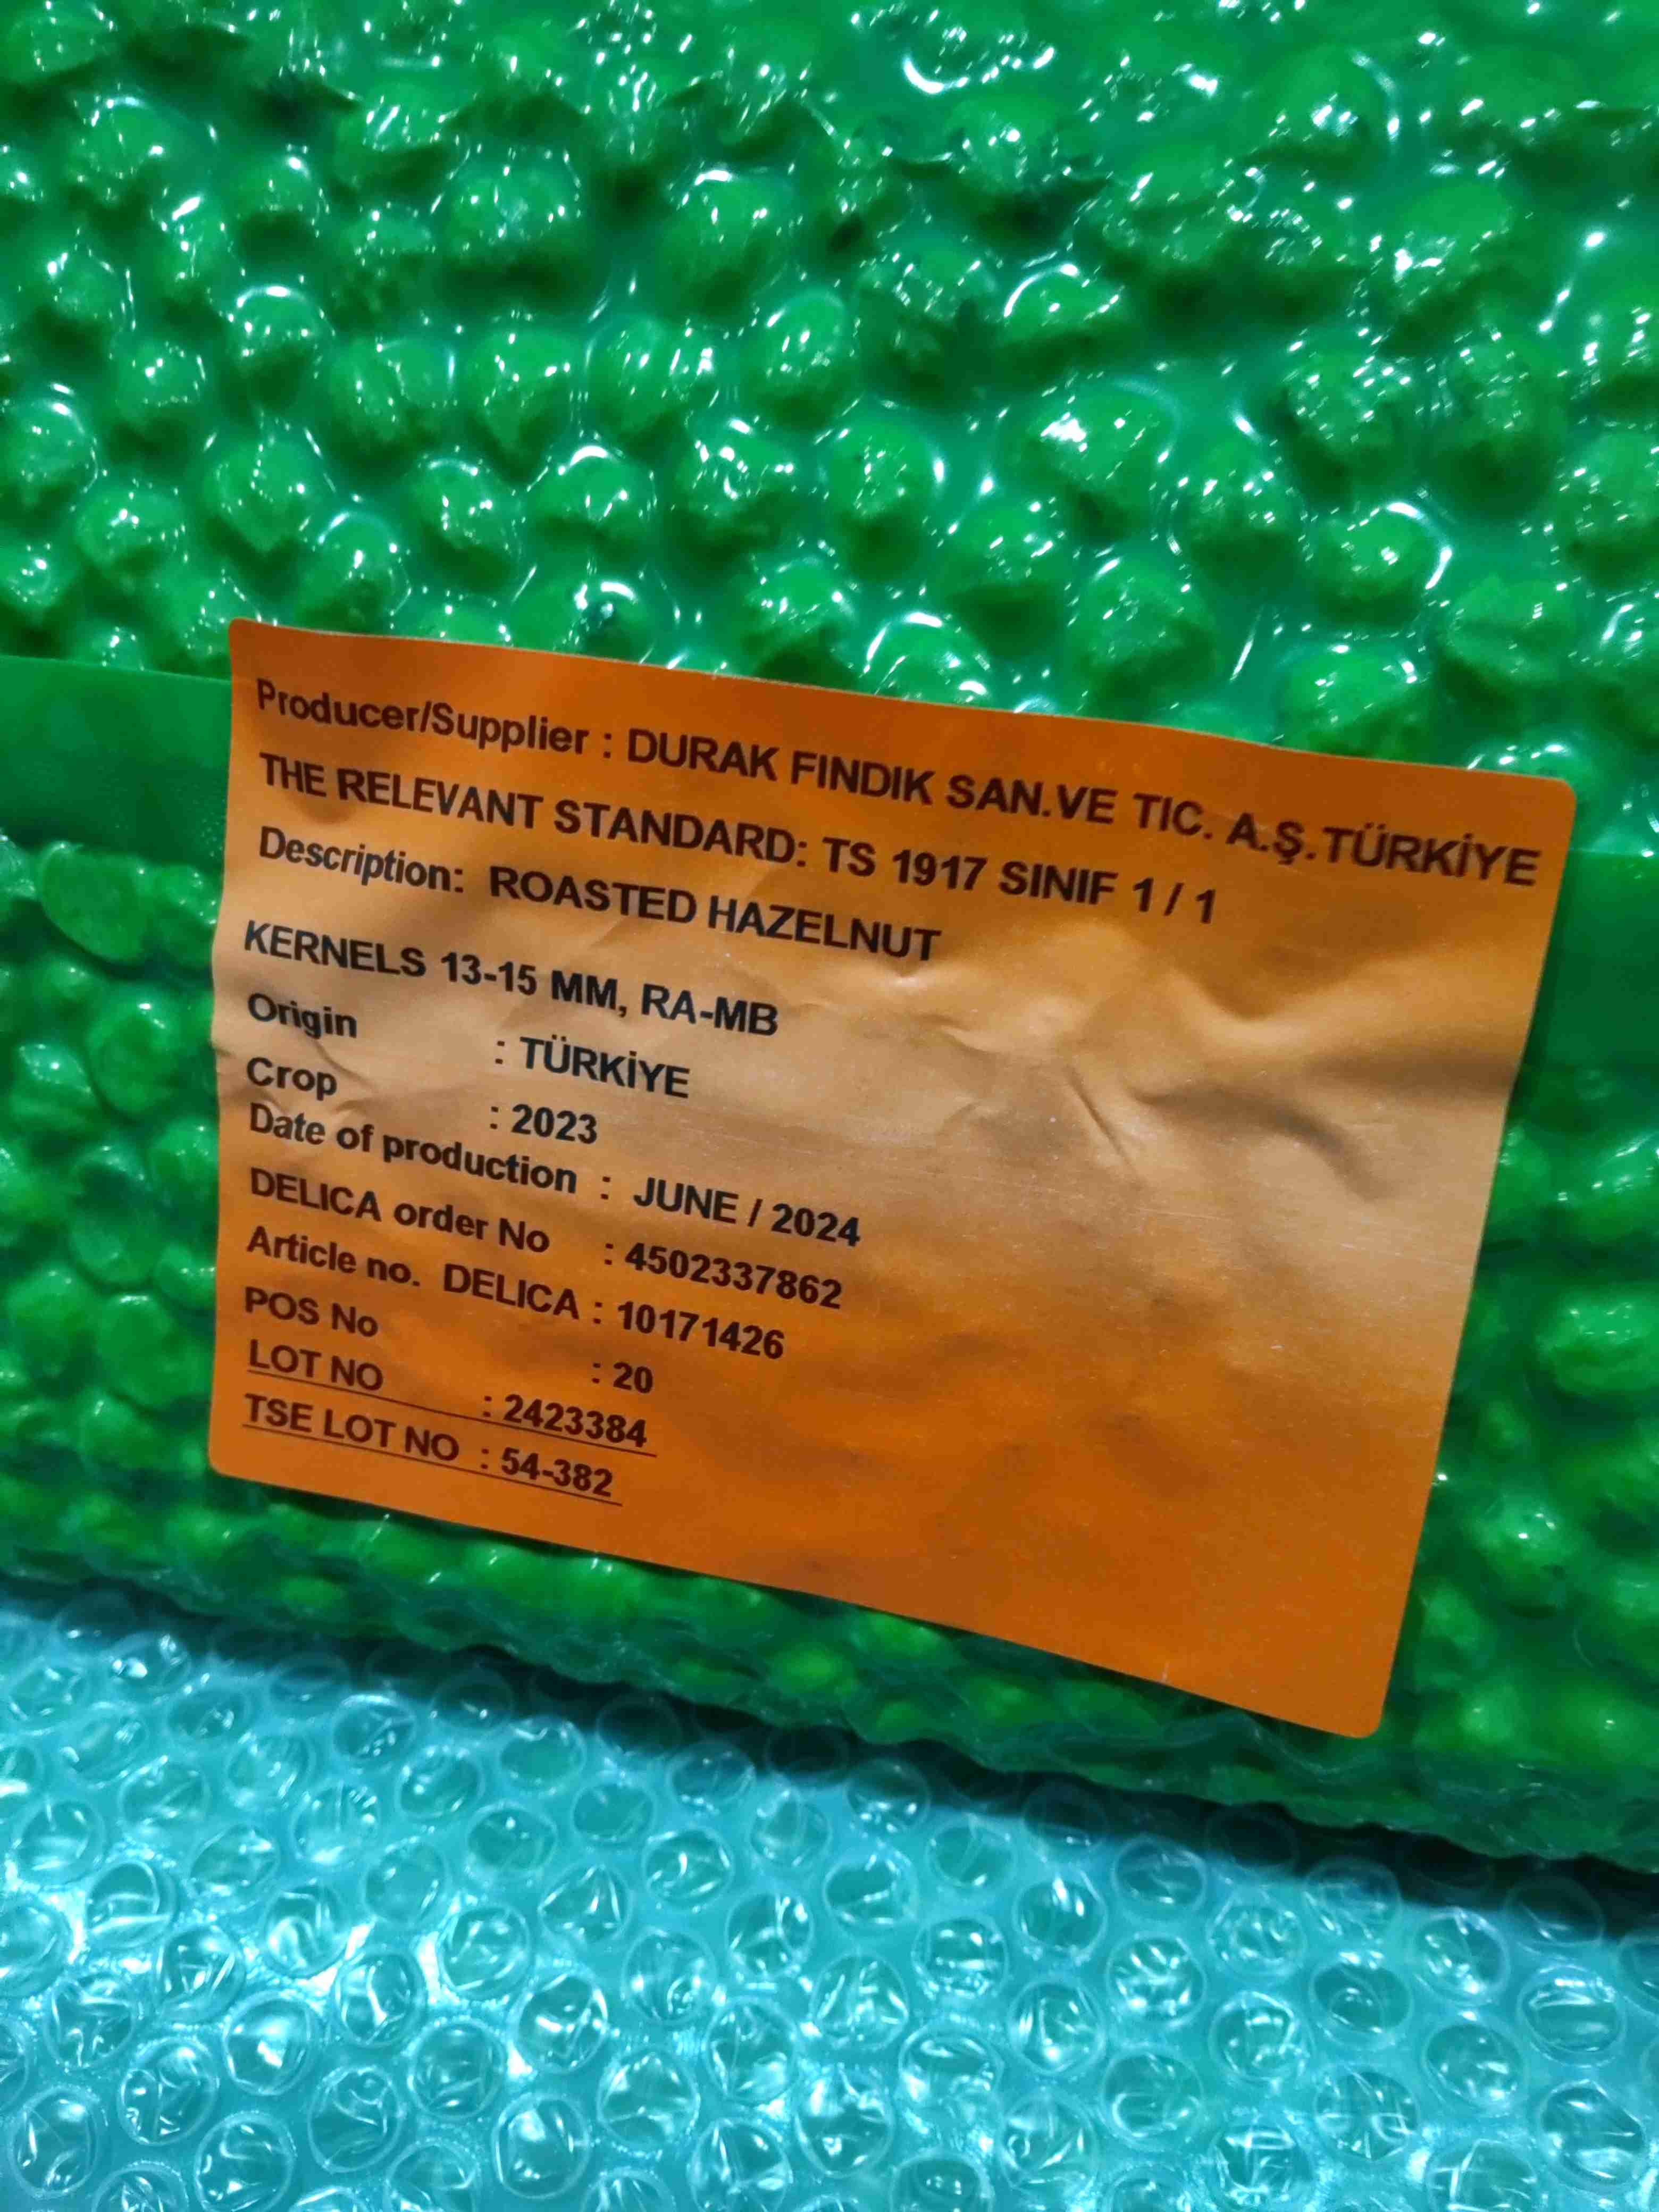 Producer/Supplier : DURAK FINDIK SAN.VE TIC. A.Ş.TÜRKİYE
THE RELEVANT STANDARD: TS 1917 SINIF 1 / 1
Description: ROASTED HAZELNUT
KERNELS 13-15 MM, RA-MB
Origin : TÜRKİYE
Crop : 2023
Date of production : JUNE / 2024
DELICA order No : 4502337862
Article no. DELICA : 10171426
POS No : 20
LOT NO : 2423384
TSE LOT NO : 54-382